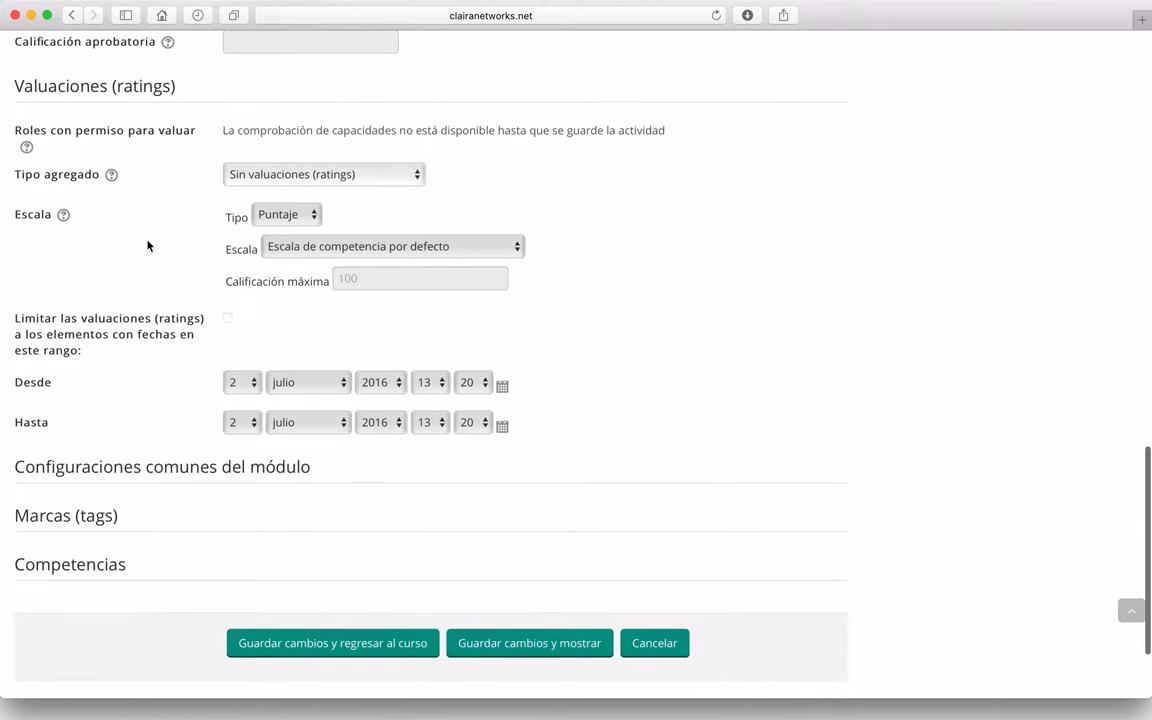 clairanetworks.net
Calificación aprobatoria
Valuaciones (ratings)
Roles con permiso para valuar
La comprobación de capacidades no está disponible hasta que se guarde la actividad
Tipo agregado
Sin valuaciones (ratings)
Escala
Tipo Puntaje
Escala Escala de competencia por defecto
Calificación máxima 100
Limitar las valuaciones (ratings)
a los elementos con fechas en
este rango:
Desde 2 julio 2016 13 20
Hasta 2 julio 2016 13 20
Configuraciones comunes del módulo
Marcas (tags)
Competencias
Guardar cambios y regresar al curso Guardar cambios y mostrar Cancelar